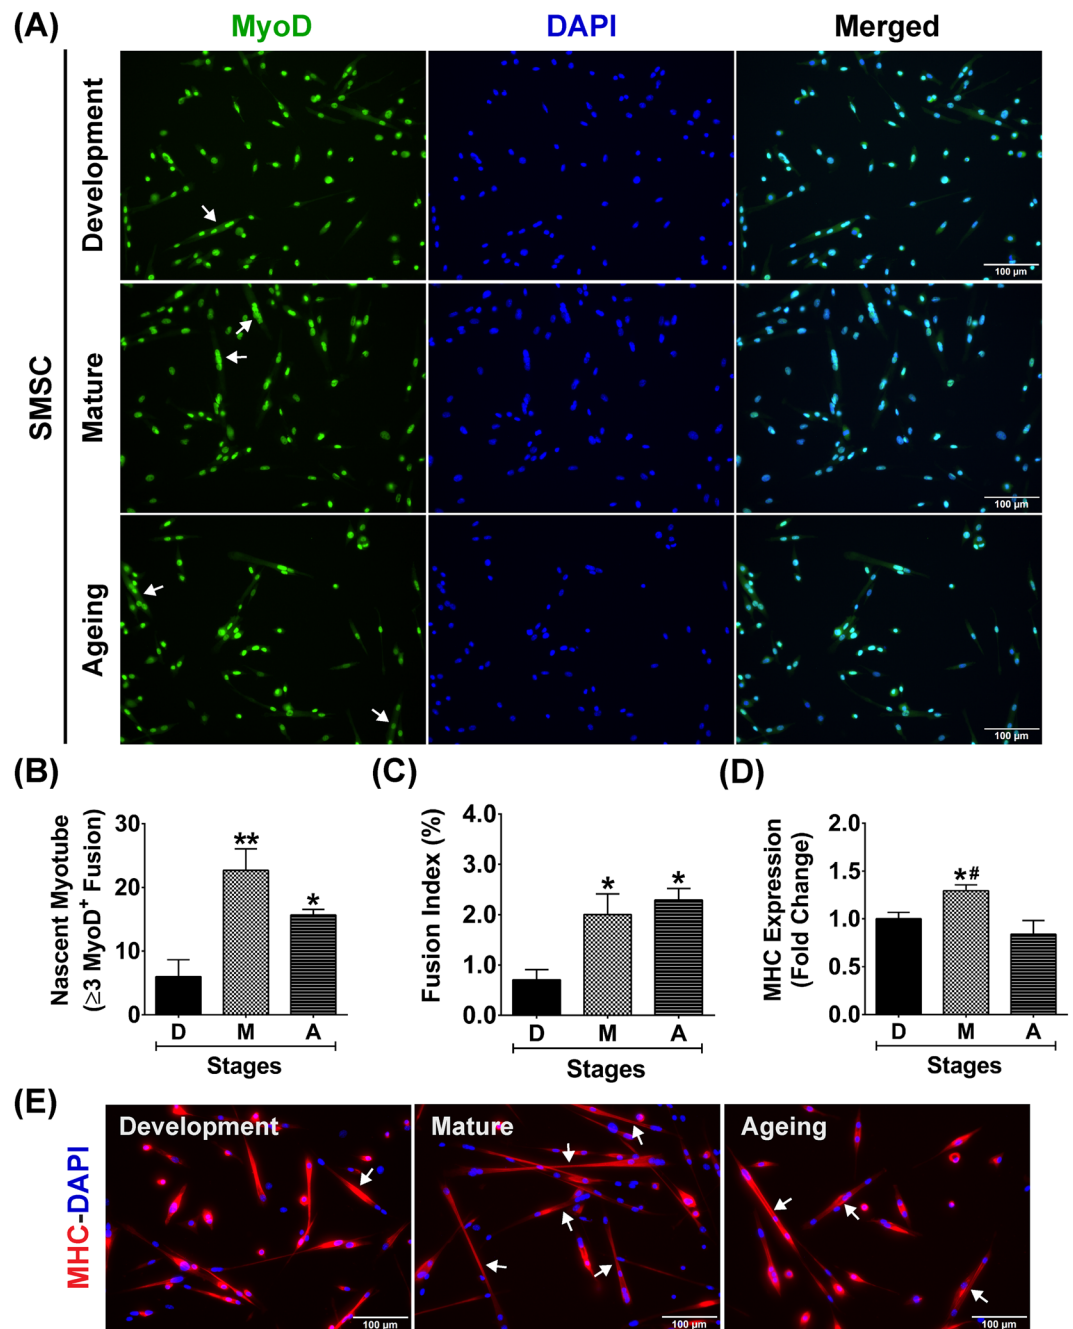 (A)
MyoD
DAPI
Merged
SMSC
Development
100 µm
Mature
100 µm
Ageing
100 µm
(B)
Nascent Myotube
(≥3 MyoD+ Fusion)
30
20
10
0
**
*
D
M
A
Stages
(C)
Fusion Index (%)
4.0
3.0
2.0
1.0
0.0
*
*
D
M
A
Stages
(D)
MHC Expression
(Fold Change)
2.0
1.5
1.0
0.5
0.0
*#
D
M
A
Stages
(E)
MHC-DAPI
Development
100 µm
Mature
100 µm
Ageing
100 µm